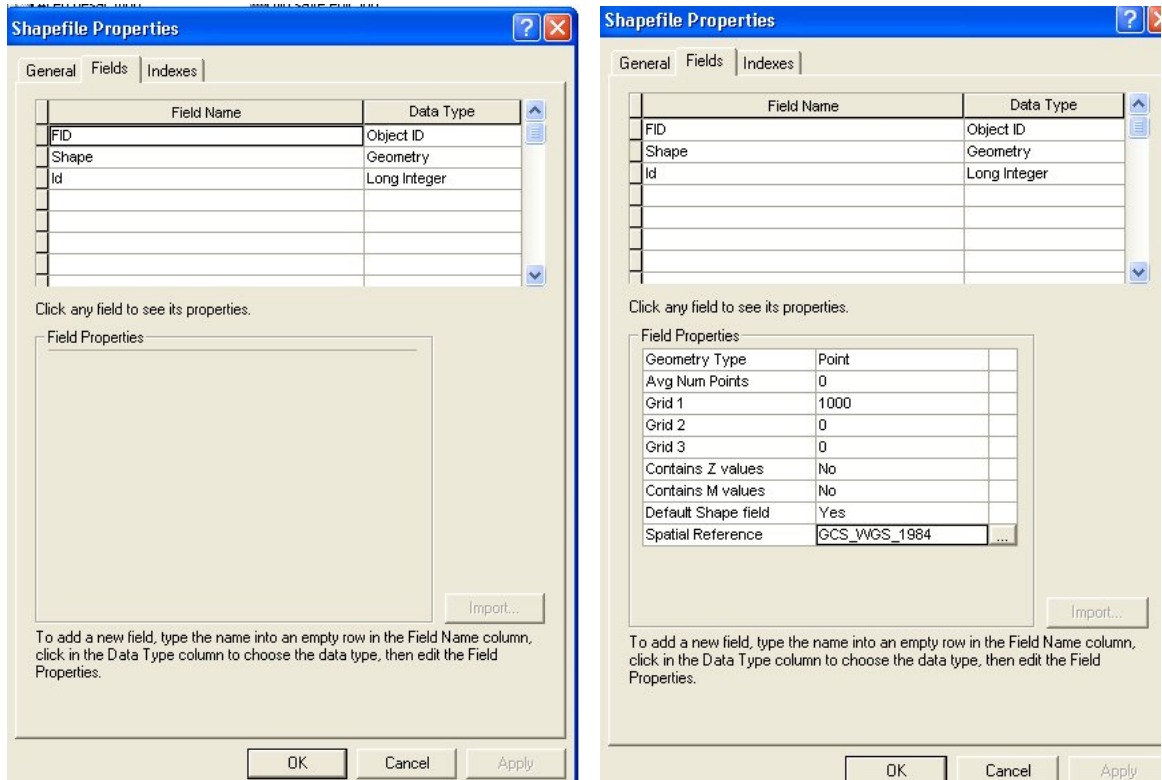 Shapefile Properties
General Fields Indexes
Field Name Data Type
FID Object ID
Shape Geometry
Id Long Integer
Click any field to see its properties.
Field Properties
Import...
To add a new field, type the name into an empty row in the Field Name column,
click in the Data Type column to choose the data type, then edit the Field
Properties.
OK Cancel Apply
Shapefile Properties
General Fields Indexes
Field Name Data Type
FID Object ID
Shape Geometry
Id Long Integer
Click any field to see its properties.
Field Properties
Geometry Type Point
Avg Num Points 0
Grid 1 1000
Grid 2 0
Grid 3 0
Contains Z values No
Contains M values No
Default Shape field Yes
Spatial Reference GCS_WGS_1984 ...
Import...
To add a new field, type the name into an empty row in the Field Name column,
click in the Data Type column to choose the data type, then edit the Field
Properties.
OK Cancel Apply